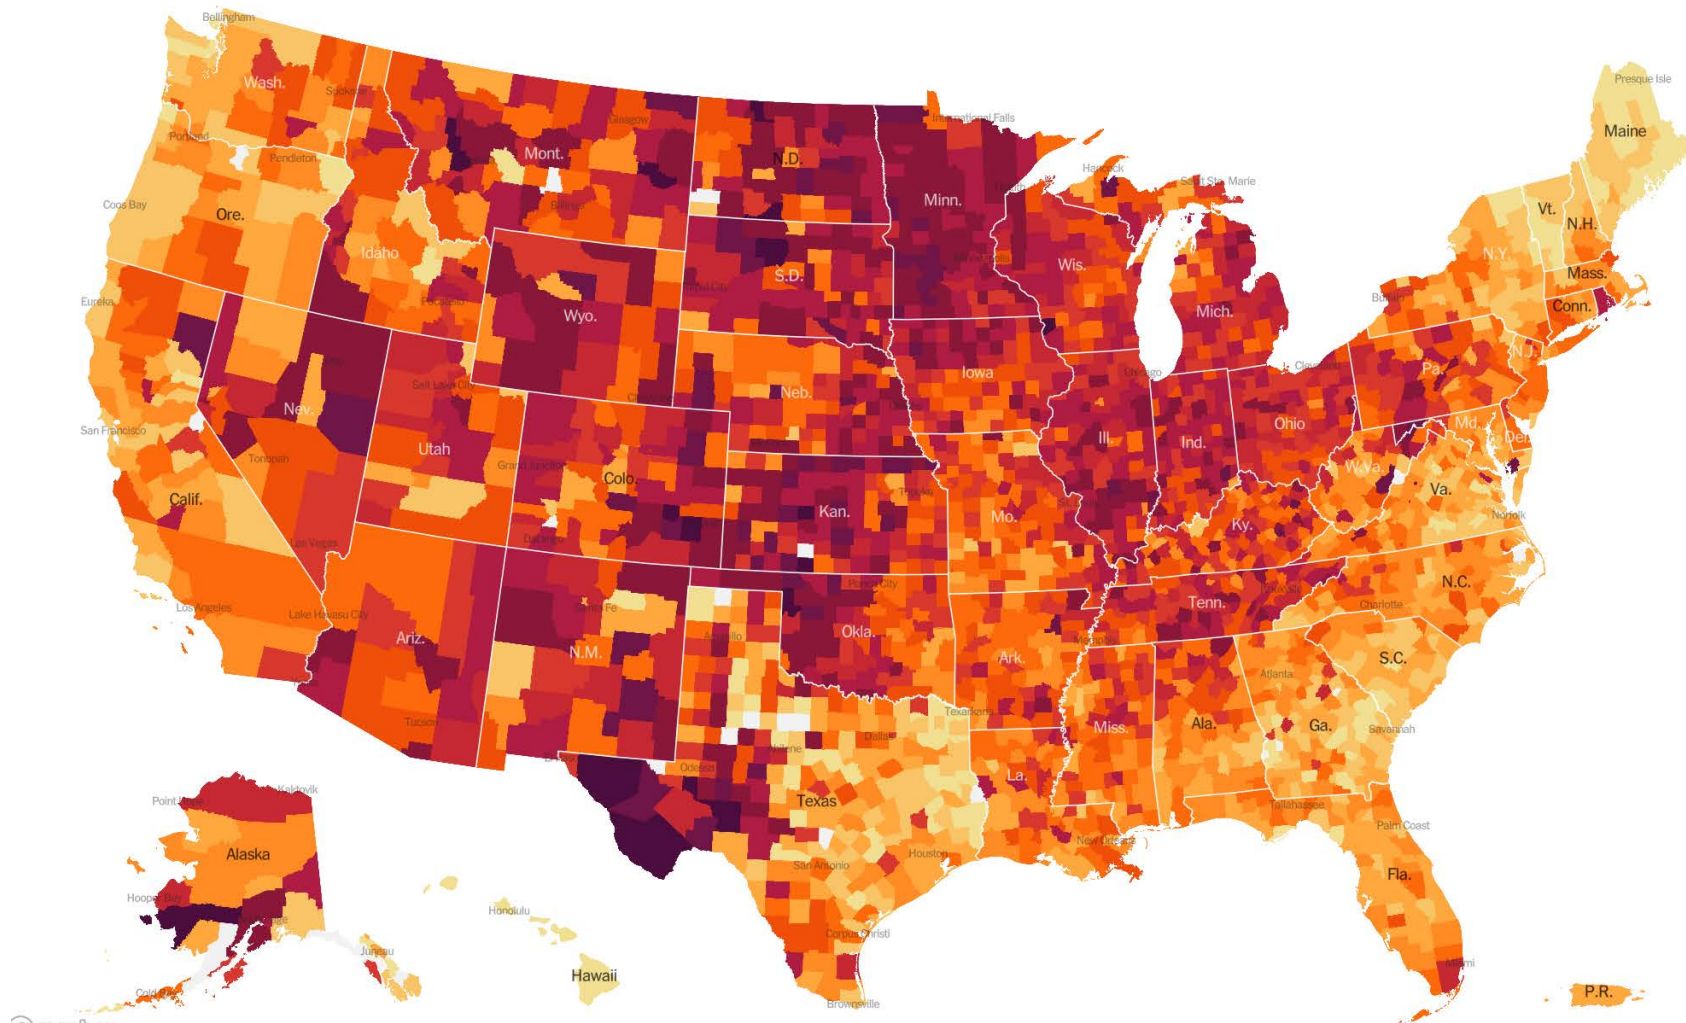 Bellingham
Wash.
Spokane
Portland
Pendleton
Coos Bay
Ore.
Idaho
Pocatello
Mont.
Glasgow
Billings
N.D.
International Falls
Minn.
Hancock
Sault Ste. Marie
Presque Isle
Maine
Vt.
N.H.
N.Y.
Mass.
Conn.
Buffalo
Wis.
Mich.
S.D.
Rapid City
Wyo.
Cheyenne
Eureka
Salt Lake City
Nev.
San Francisco
Tonopah
Utah
Grand Junction
Colo.
Durango
Neb.
Iowa
Chicago
Cleveland
Pa.
N.J.
Md.
Del.
Ill.
Ind.
Ohio
W.Va.
Va.
Norfolk
Calif.
Las Vegas
Kan.
Topeka
Mo.
Ky.
Los Angeles
Lake Havasu City
Ariz.
Tucson
Santa Fe
N.M.
Amarillo
Ponca City
Okla.
Ark.
Memphis
Tenn.
Knoxville
Charlotte
N.C.
S.C.
Atlanta
Ga.
Savannah
Ala.
Miss.
Texarkana
Dallas
Abilene
Odessa
El Paso
Texas
La.
New Orleans
Houston
San Antonio
Corpus Christi
Brownsville
Tallahassee
Palm Coast
Fla.
Miami
Point Hope
Kaktovik
Alaska
Hooper Bay
Juneau
Cold Bay
Honolulu
Hawaii
P.R.